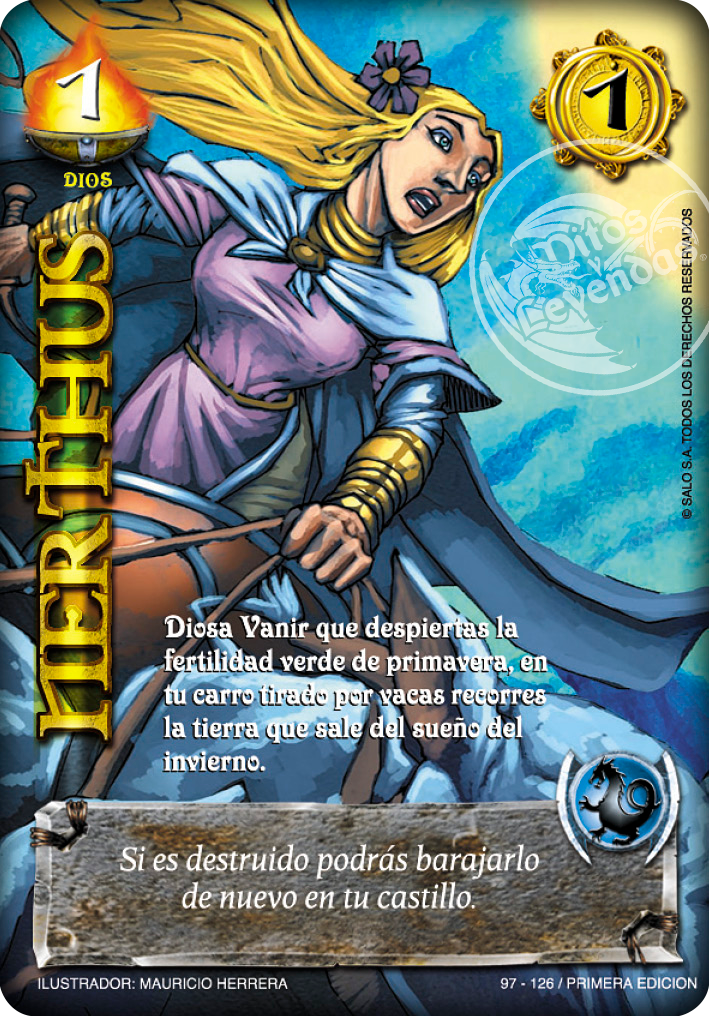 1
1
DIOS
NERTHUS
Mitos
y
Leyendas
© SALO S.A. TODOS LOS DERECHOS RESERVADOS
Diosa Vanir que despiertas la
fertilidad verde de primavera, en
tu carro tirado por vacas recorres
la tierra que sale del sueño del
invierno.
Si es destruido podrás barajarlo
de nuevo en tu castillo.
ILUSTRADOR: MAURICIO HERRERA
97 - 126 / PRIMERA EDICION